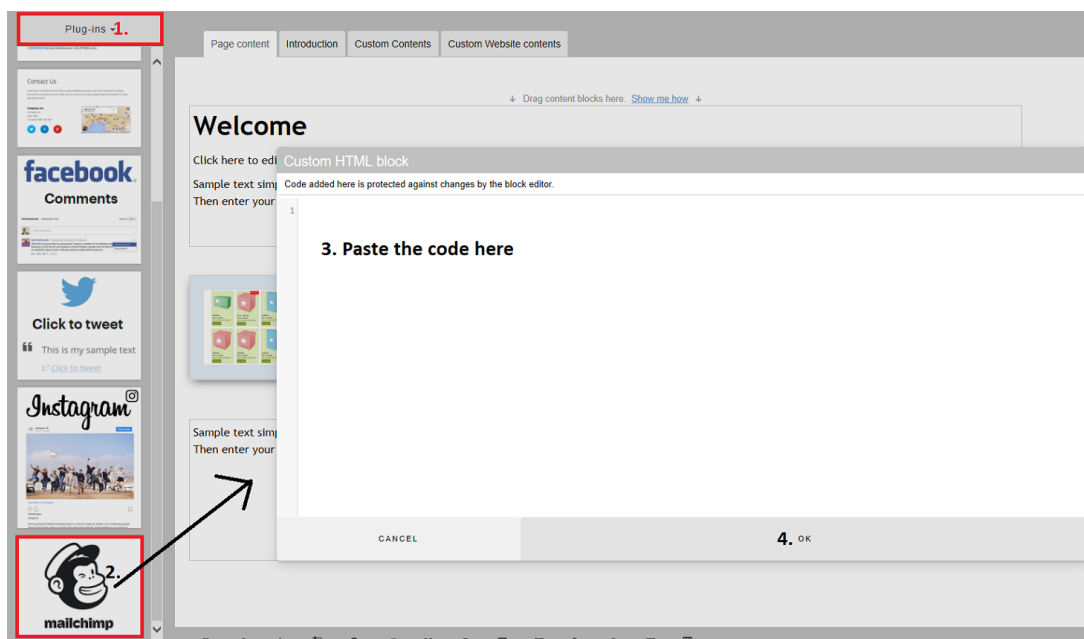 Plug-ins
1.
Contact Us
facebook.
Comments
Click to tweet
This is my sample text
Click to tweet
Instagram
2.
mailchimp
Page content
Introduction
Custom Contents
Custom Website contents
Drag content blocks here. Show me how
Welcome
Click here to edi
Sample text simp
Then enter your
Custom HTML block
Code added here is protected against changes by the block editor.
1
3. Paste the code here
Sample text simp
Then enter your
CANCEL
4. OK